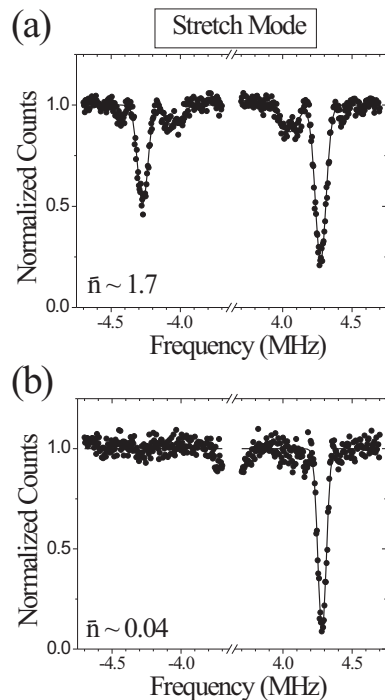 (a)
Stretch Mode
1.0
0.5
0.0
Normalized Counts
n̄ ~ 1.7
-4.5 -4.0 4.0 4.5
Frequency (MHz)
(b)
1.0
0.5
0.0
Normalized Counts
n̄ ~ 0.04
-4.5 -4.0 4.0 4.5
Frequency (MHz)